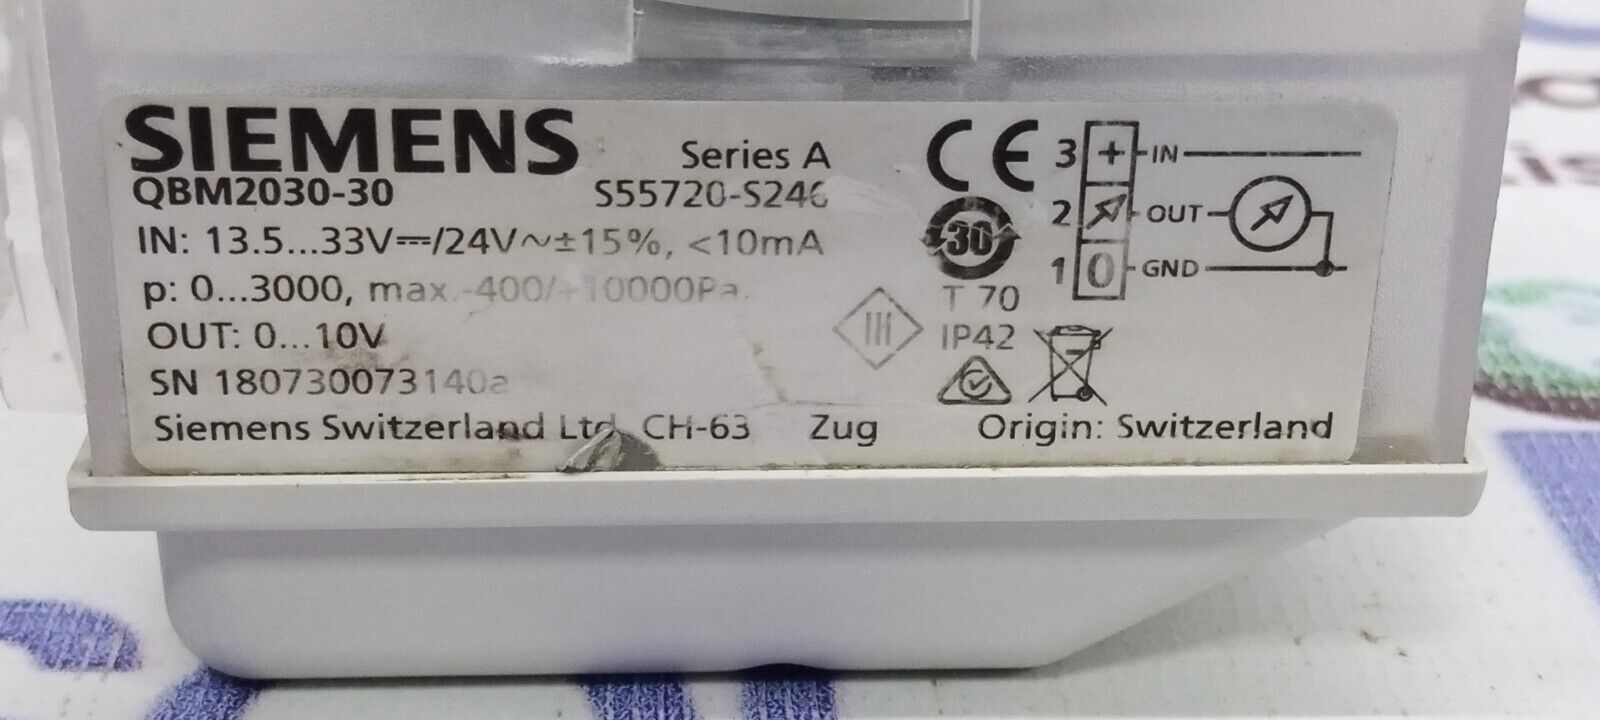 SIEMENS
Series A
QBM2030-30
S55720-S246
IN: 13.5...33V⎓/24V~±15%, <10mA
p: 0...3000, max.-400/+10000Pa.
OUT: 0...10V
SN 180730073140a
Siemens Switzerland Ltd. CH-63 Zug
Origin: Switzerland
CE
30
T 70
IP42
3 + IN
2 OUT
1 0 GND